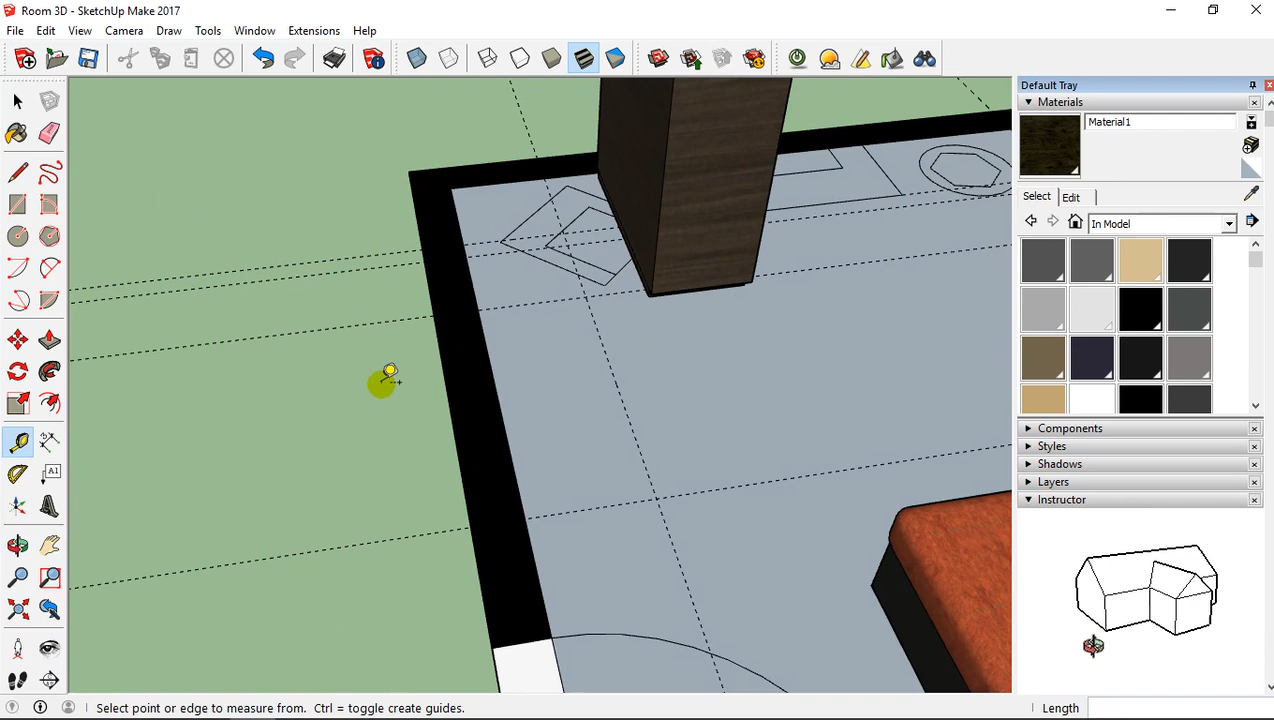 Room 3D - SketchUp Make 2017
File Edit View Camera Draw Tools Window Extensions Help
Default Tray
Materials
Material1
Select Edit
In Model
A1
Components
Styles
Shadows
Layers
Instructor
Select point or edge to measure from. Ctrl = toggle create guides.
Length